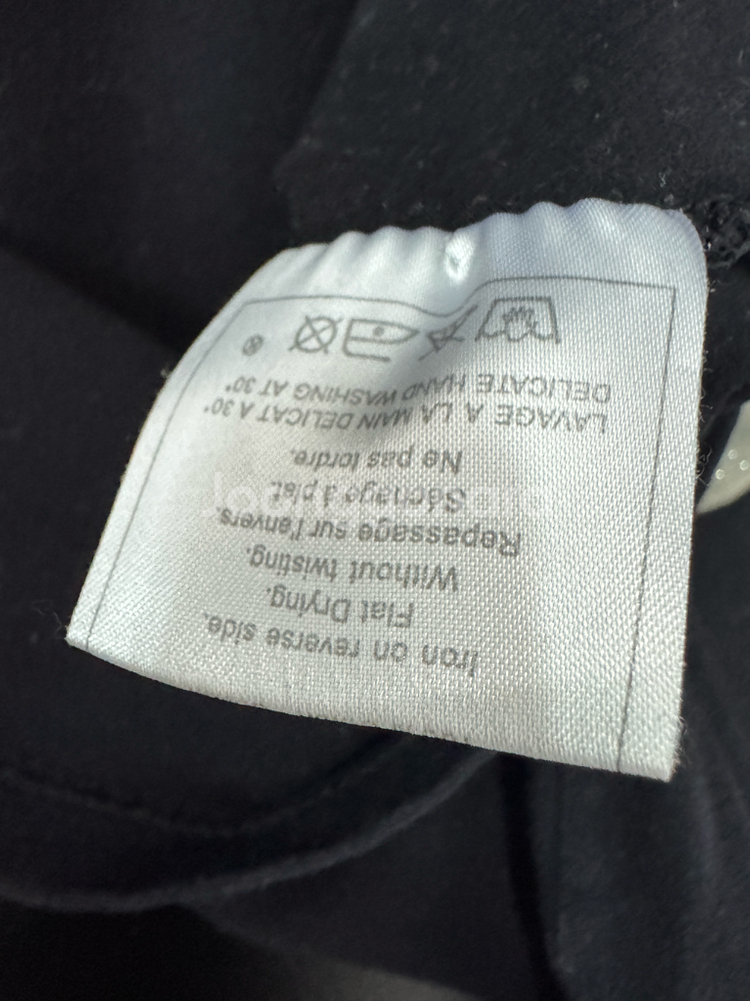 DELICATE HAND WASHING AT 30°
LAVAGE A LA MAIN DELICAT A 30°
Ne pas tordre.
Séchage à plat.
Repassage sur l'envers.
Without twisting.
Flat Drying.
Iron on reverse side.